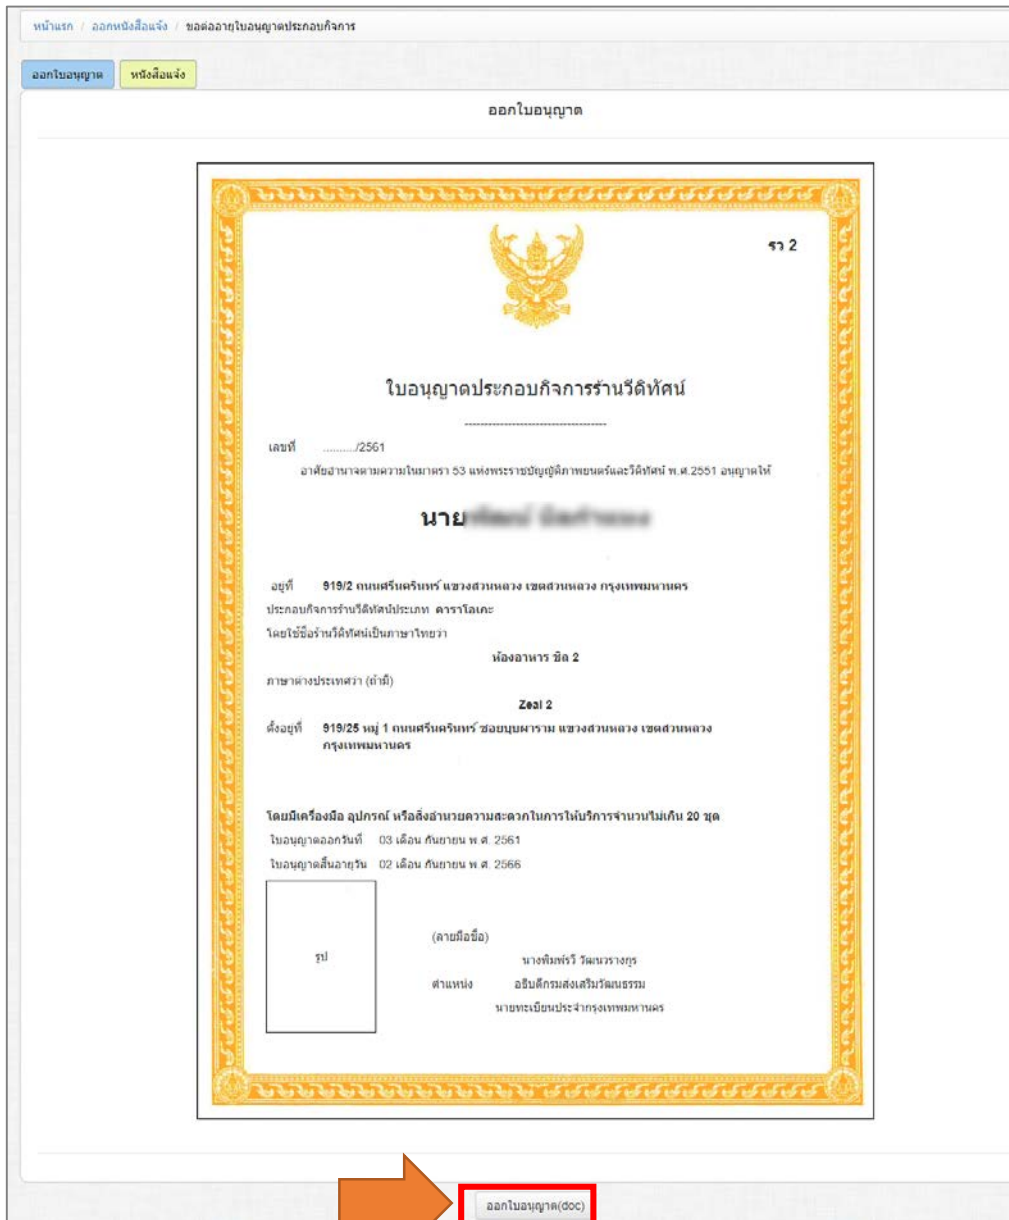 หน้าแรก / ออกหนังสือแจ้ง / ขอต่ออายุใบอนุญาตประกอบกิจการ
ออกใบอนุญาต หนังสือแจ้ง
ออกใบอนุญาต
รว 2
ใบอนุญาตประกอบกิจการร้านวีดิทัศน์
------------------------------------
เลขที่ ........../2561
อาศัยอำนาจตามความในมาตรา 53 แห่งพระราชบัญญัติภาพยนตร์และวีดิทัศน์ พ.ศ.2551 อนุญาตให้
นาย
อยู่ที่ 919/2 ถนนศรีนครินทร์ แขวงสวนหลวง เขตสวนหลวง กรุงเทพมหานคร
ประกอบกิจการร้านวีดิทัศน์ประเภท คาราโอเกะ
โดยใช้ชื่อร้านวีดิทัศน์เป็นภาษาไทยว่า
ห้องอาหาร ซิล 2
ภาษาต่างประเทศว่า (ถ้ามี)
Zeal 2
ตั้งอยู่ที่ 919/25 หมู่ 1 ถนนศรีนครินทร์ ซอยบุบผาราม แขวงสวนหลวง เขตสวนหลวง
กรุงเทพมหานคร
โดยมีเครื่องมือ อุปกรณ์ หรือสิ่งอำนวยความสะดวกในการให้บริการจำนวนไม่เกิน 20 ชุด
ใบอนุญาตออกวันที่ 03 เดือน กันยายน พ.ศ. 2561
ใบอนุญาตสิ้นอายุวัน 02 เดือน กันยายน พ.ศ. 2566
รูป
(ลายมือชื่อ)
นางพิมพ์รวี วัฒนวรางกูร
ตำแหน่ง อธิบดีกรมส่งเสริมวัฒนธรรม
นายทะเบียนประจำกรุงเทพมหานคร
ออกใบอนุญาต(doc)